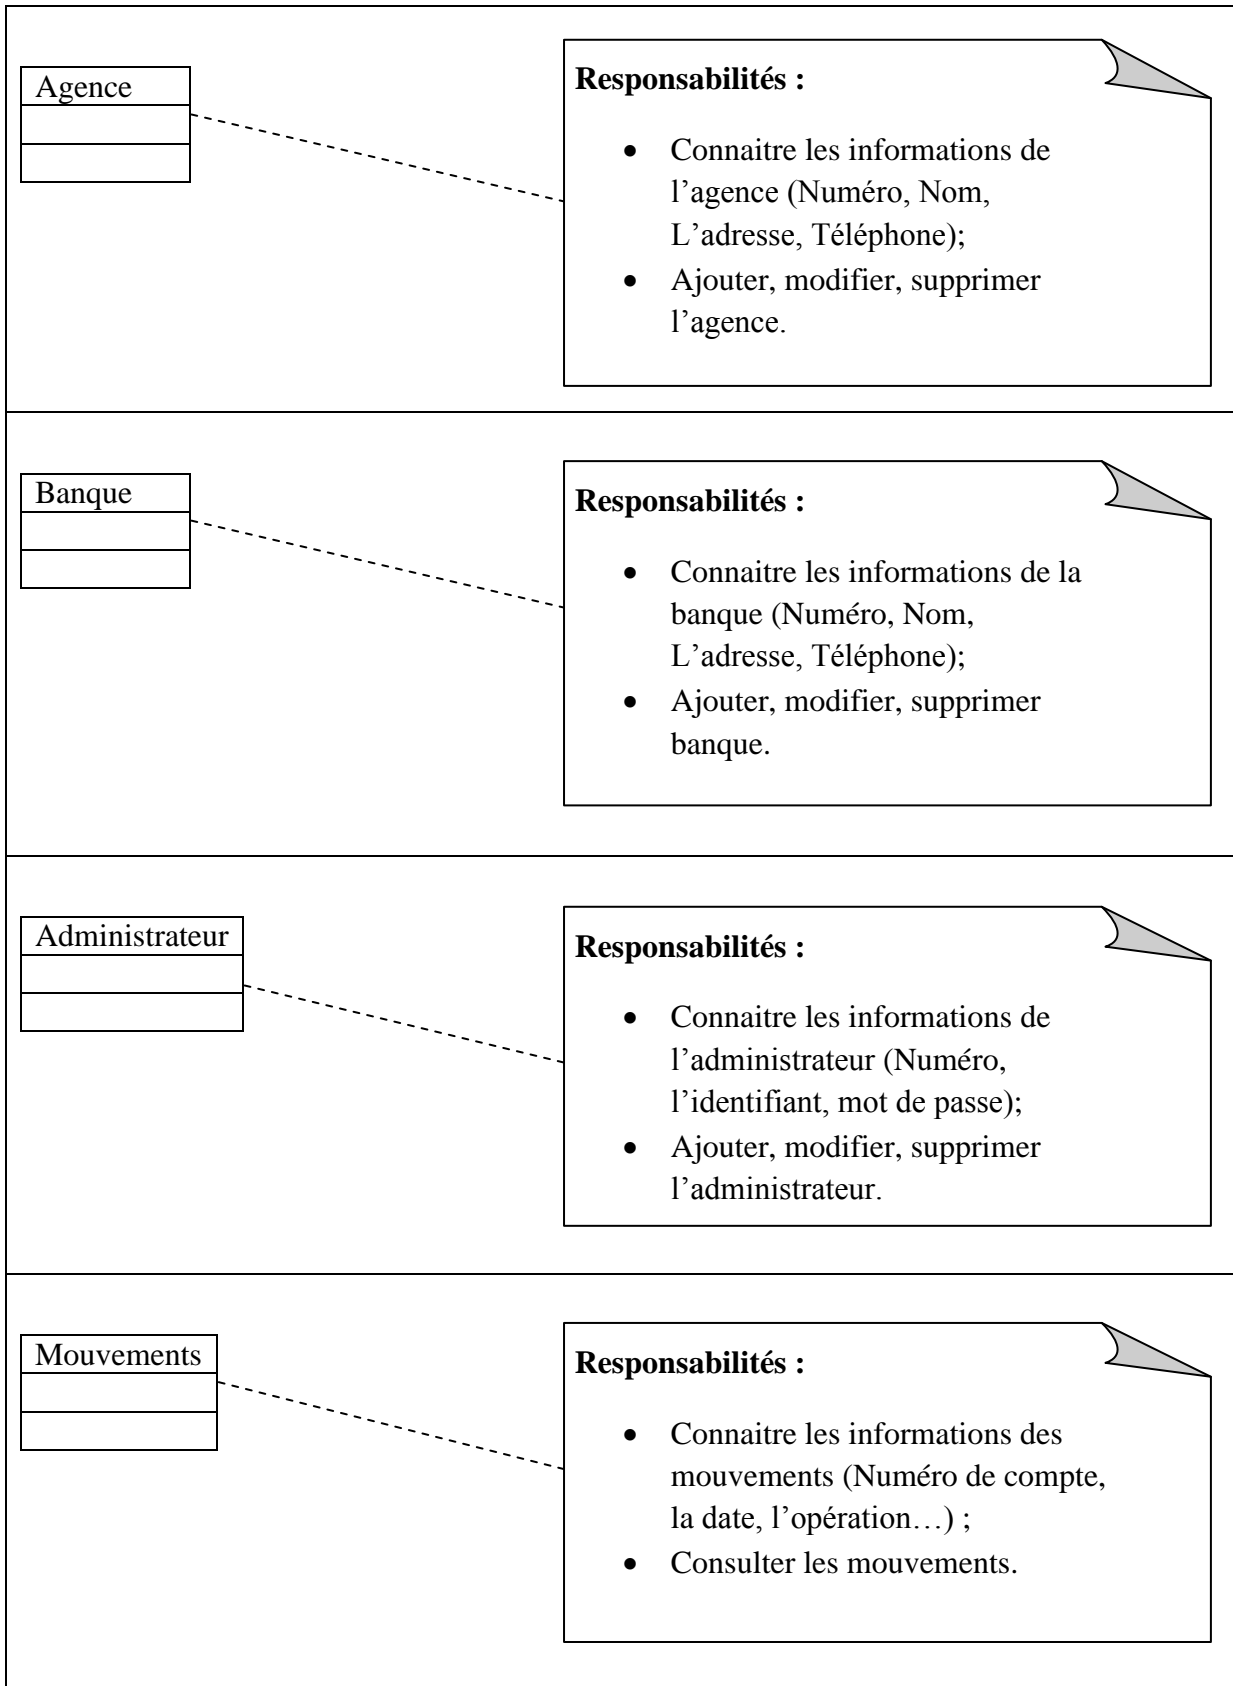 Agence
Responsabilités :
• Connaitre les informations de
l’agence (Numéro, Nom,
L’adresse, Téléphone);
• Ajouter, modifier, supprimer
l’agence.
Banque
Responsabilités :
• Connaitre les informations de la
banque (Numéro, Nom,
L’adresse, Téléphone);
• Ajouter, modifier, supprimer
banque.
Administrateur
Responsabilités :
• Connaitre les informations de
l’administrateur (Numéro,
l’identifiant, mot de passe);
• Ajouter, modifier, supprimer
l’administrateur.
Mouvements
Responsabilités :
• Connaitre les informations des
mouvements (Numéro de compte,
la date, l’opération…) ;
• Consulter les mouvements.